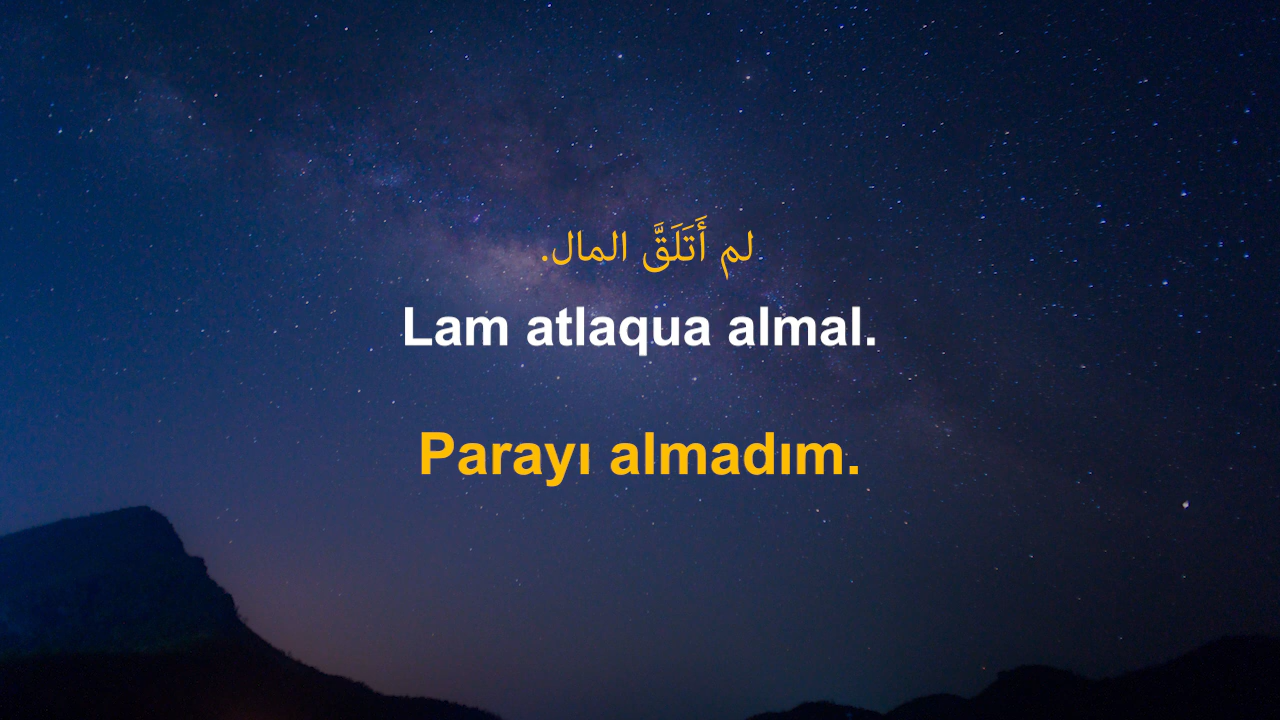 لم أَتَلَقَّ المال.
Lam atlaqua almal.
Parayı almadım.